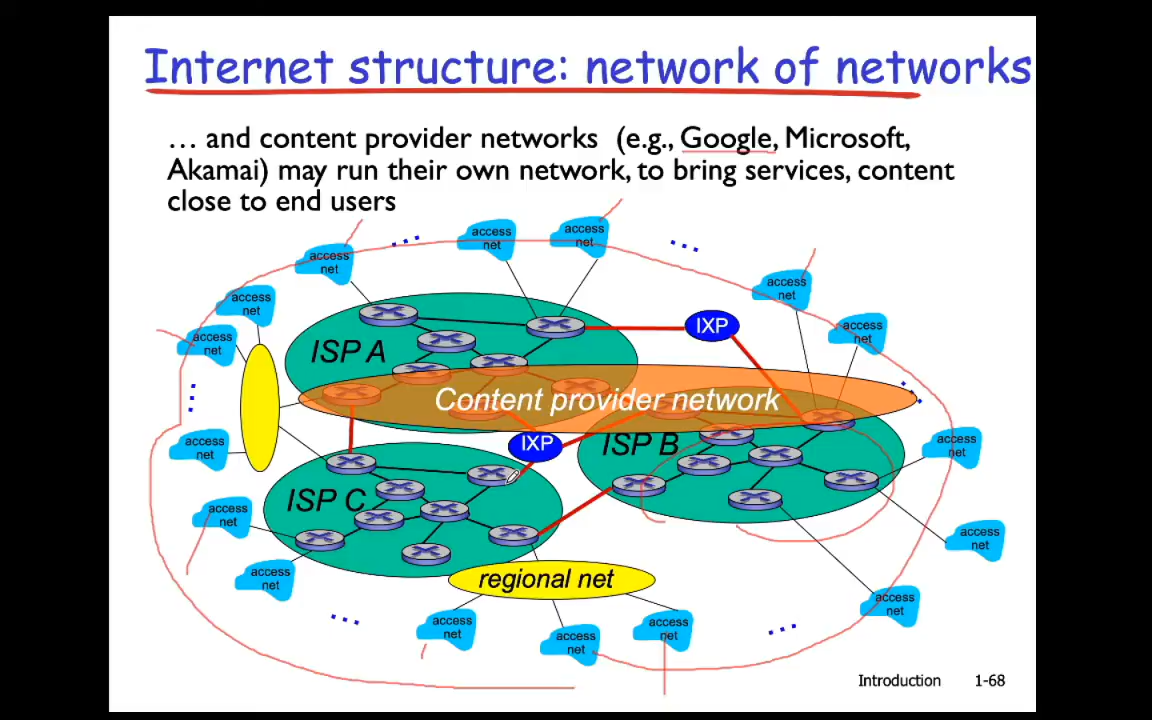 Internet structure: network of networks
… and content provider networks (e.g., Google, Microsoft,
Akamai) may run their own network, to bring services, content
close to end users
access
net
access
net
access
net
access
net
access
net
access
net
access
net
IXP
ISP A
Content provider network
IXP
ISP B
access
net
access
net
ISP C
access
net
access
net
access
net
regional net
access
net
access
net
access
net
access
net
Introduction 1-68